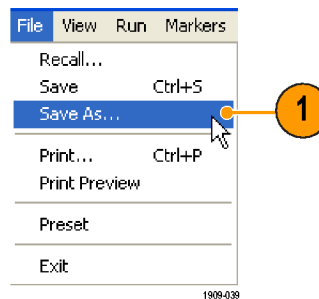 File View Run Markers
Recall...
Save Ctrl+S
Save As...
1
Print... Ctrl+P
Print Preview
Preset
Exit
1909-039